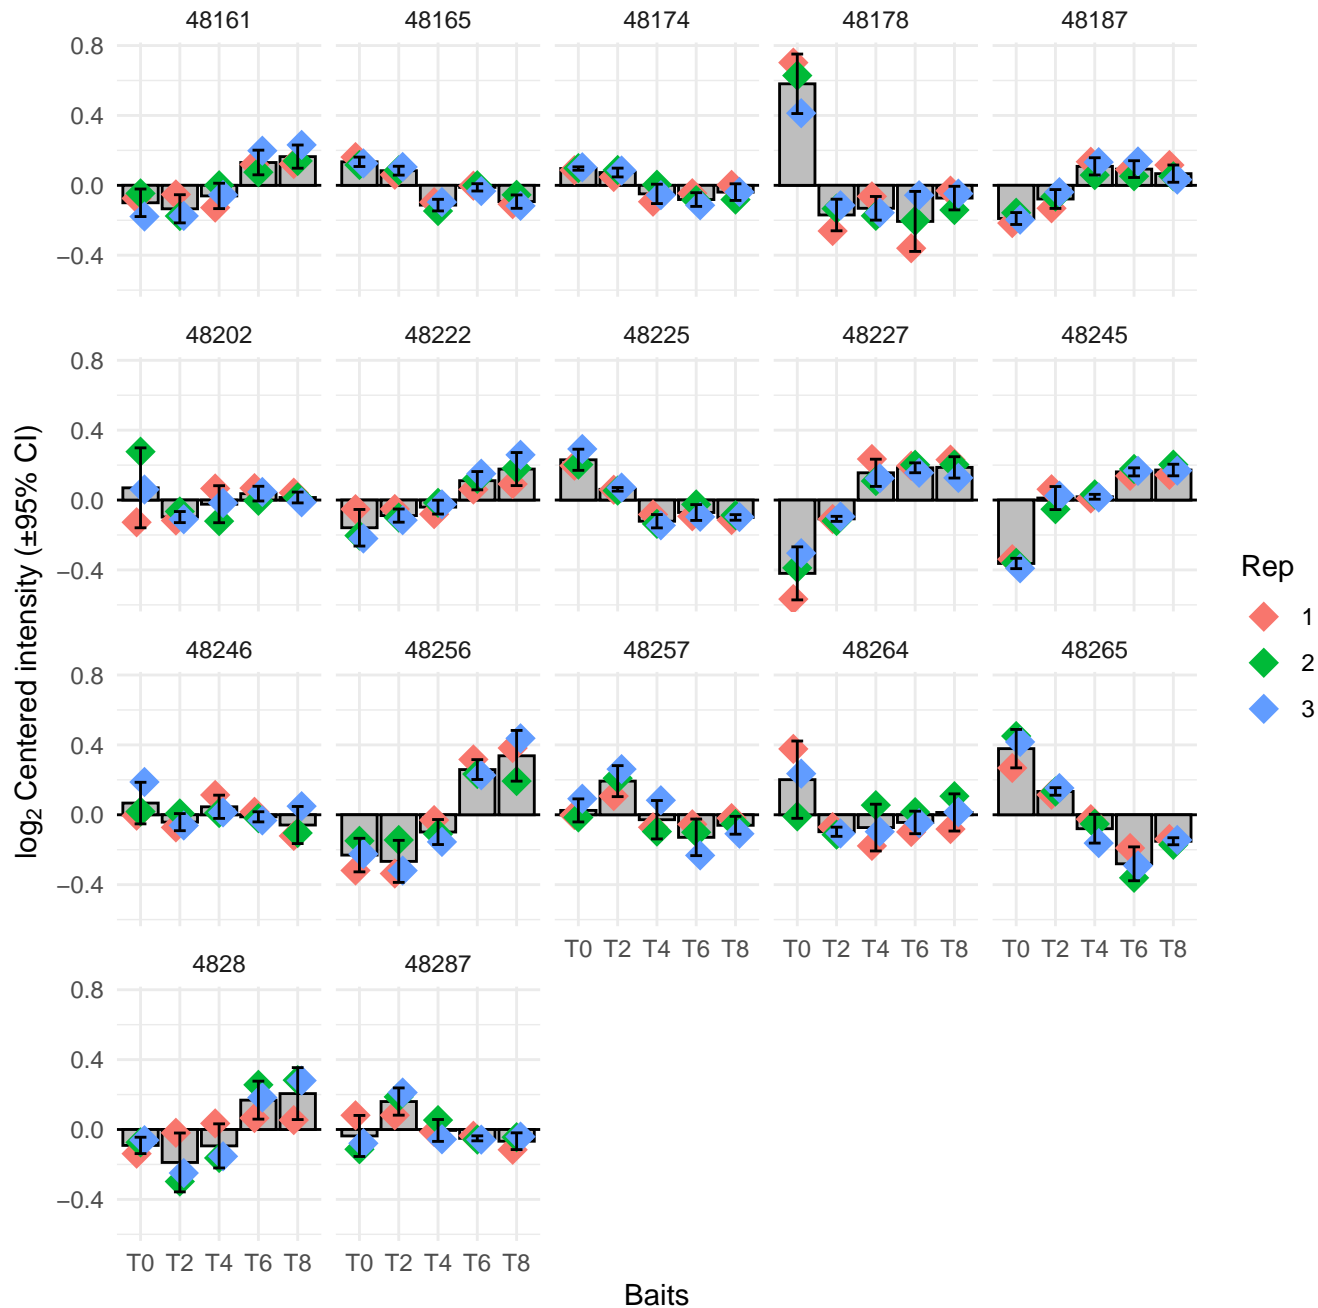 48161 48165 48174 48178 48187
0.8
0.4
0.0
−0.4
48202 48222 48225 48227 48245
0.8
0.4
0.0
−0.4
48246 48256 48257 48264 48265
0.8
0.4
0.0
−0.4
T0 T2 T4 T6 T8 T0 T2 T4 T6 T8 T0 T2 T4 T6 T8
4828 48287
0.8
0.4
0.0
−0.4
T0 T2 T4 T6 T8 T0 T2 T4 T6 T8
Baits
log2 Centered intensity (±95% CI)
Rep
1
2
3